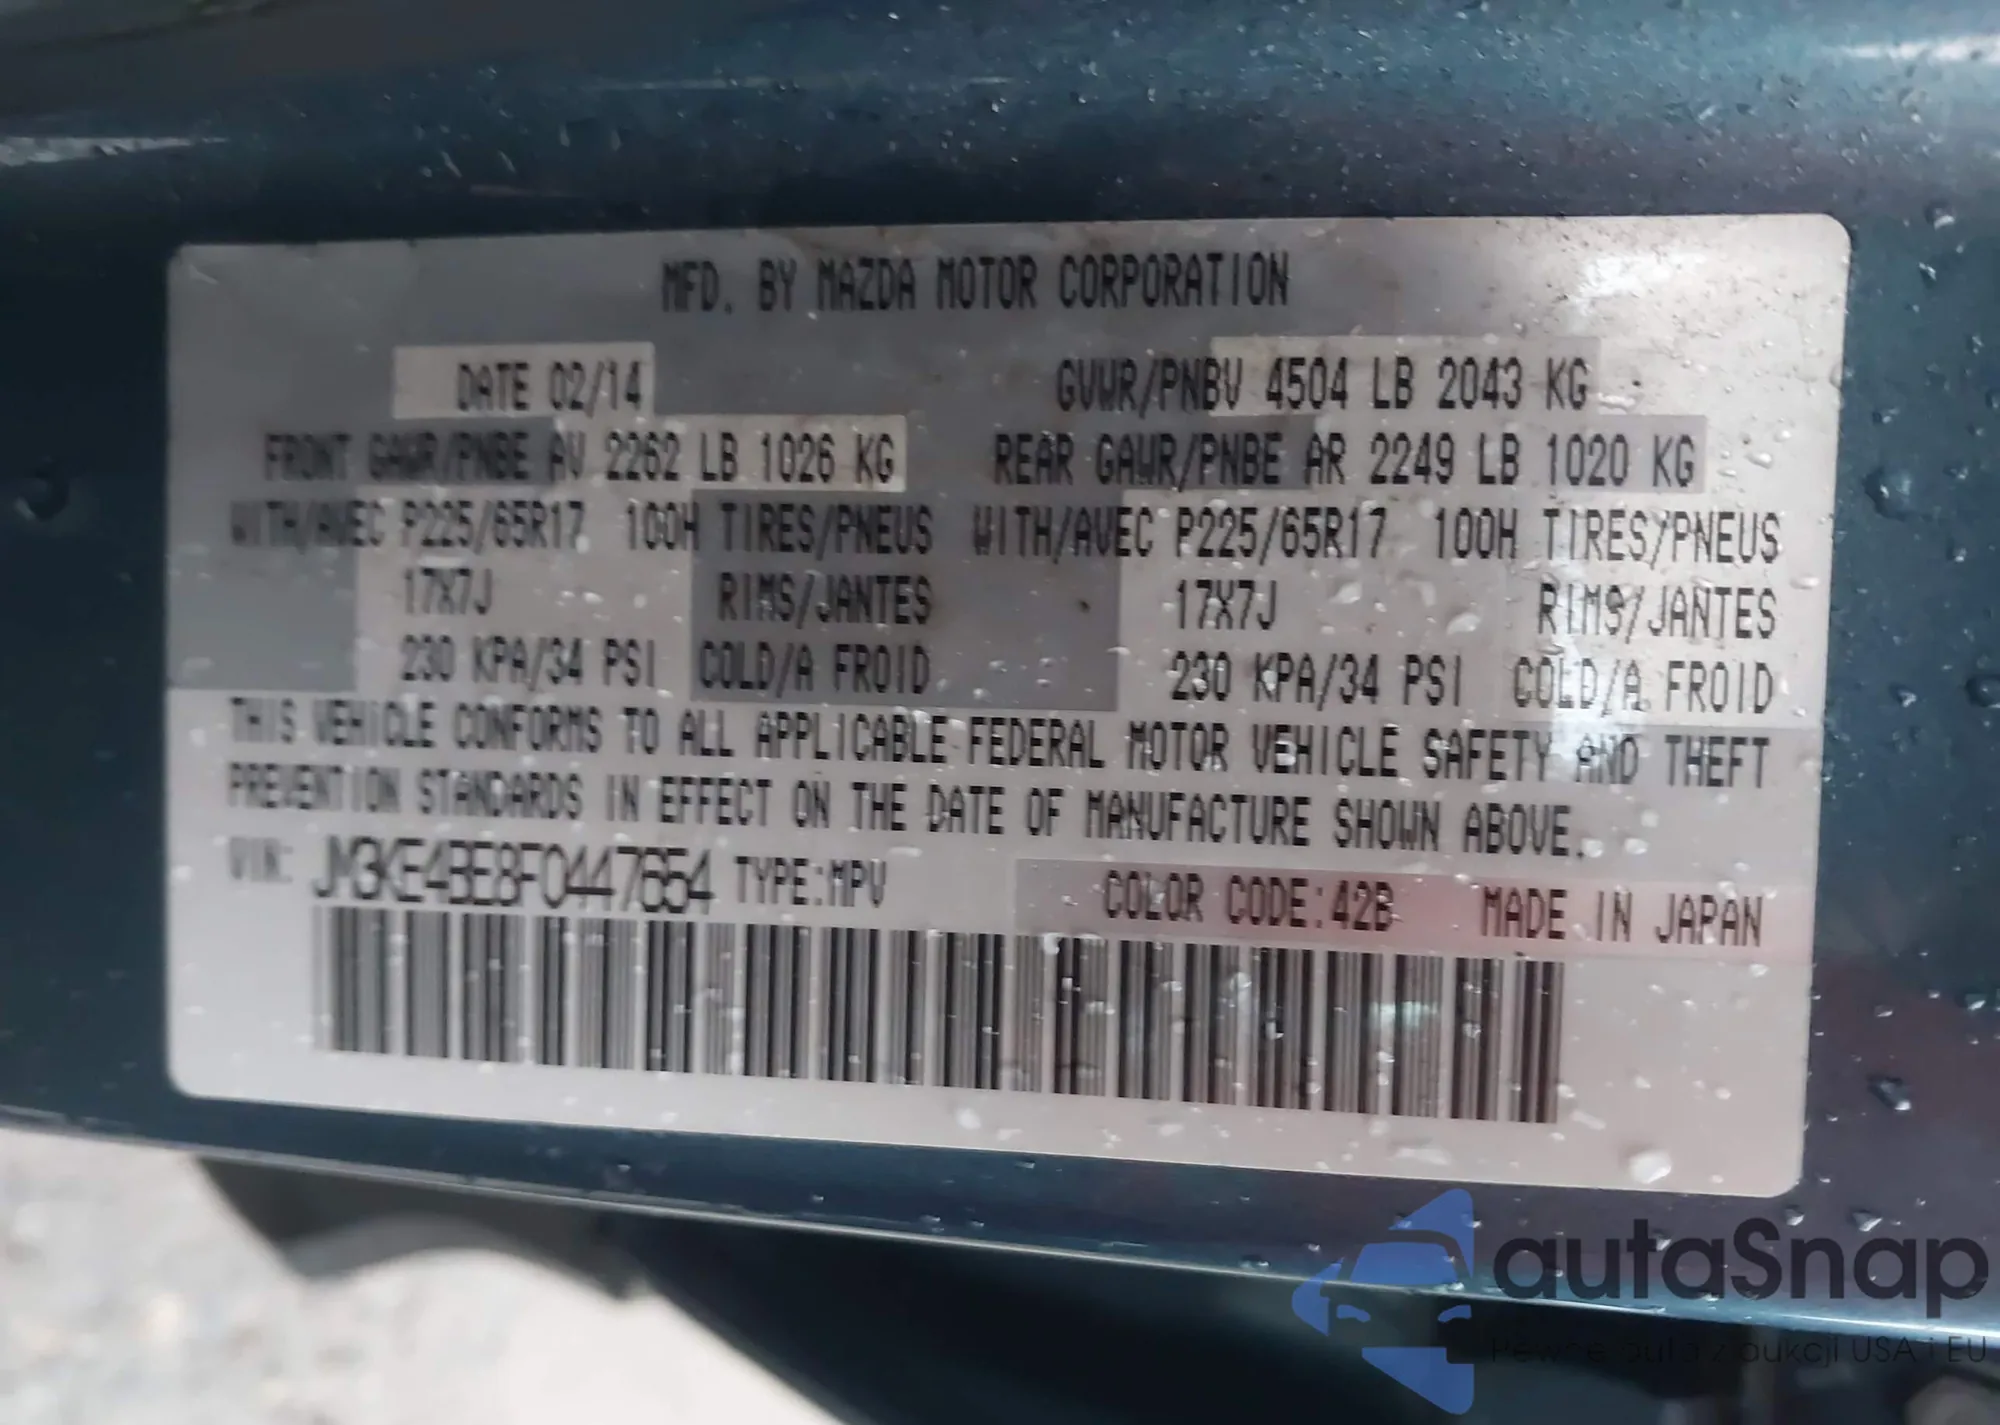 MFD. BY MAZDA MOTOR CORPORATION
DATE 02/14 GVWR/PNBV 4504 LB 2043 KG
FRONT GAWR/PNBE AV 2262 LB 1026 KG REAR GAWR/PNBE AR 2249 LB 1020 KG
WITH/AVEC P225/65R17 100H TIRES/PNEUS WITH/AVEC P225/65R17 100H TIRES/PNEUS
17X7J RIMS/JANTES 17X7J RIMS/JANTES
230 KPA/34 PSI COLD/A FROID 230 KPA/34 PSI COLD/A FROID
THIS VEHICLE CONFORMS TO ALL APPLICABLE FEDERAL MOTOR VEHICLE SAFETY AND THEFT
PREVENTION STANDARDS IN EFFECT ON THE DATE OF MANUFACTURE SHOWN ABOVE.
VIN: JM3KE4BE8F0447654 TYPE:MPV COLOR CODE:42B MADE IN JAPAN
autaSnap
Pewne auta z aukcji USA i EU